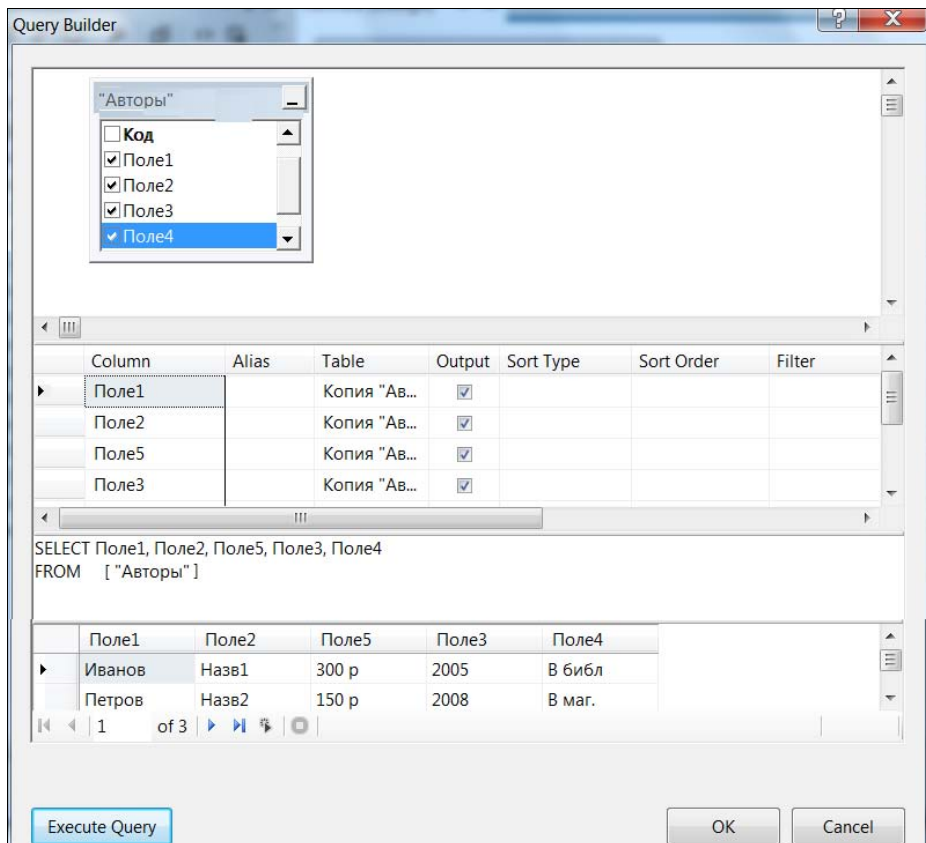 Query Builder
"Авторы"
Код
Поле1
Поле2
Поле3
Поле4
Column Alias Table Output Sort Type Sort Order Filter
Поле1 Копия "Ав...
Поле2 Копия "Ав...
Поле5 Копия "Ав...
Поле3 Копия "Ав...
SELECT Поле1, Поле2, Поле5, Поле3, Поле4
FROM [ "Авторы" ]
Поле1 Поле2 Поле5 Поле3 Поле4
Иванов Назв1 300 р 2005 В библ
Петров Назв2 150 р 2008 В маг.
1 of 3
Execute Query OK Cancel